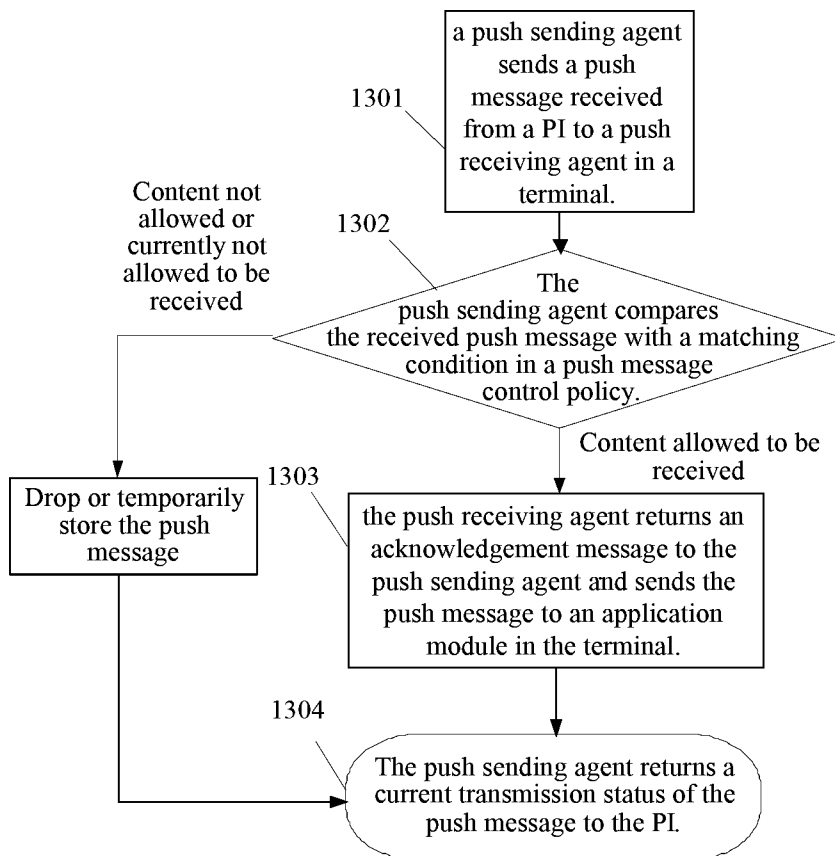 a push sending agent
sends a push
message received
from a PI to a push
receiving agent in a
terminal.
1301
Content not
allowed or
currently not
allowed to be
received
1302
The
push sending agent compares
the received push message with a matching
condition in a push message
control policy.
Content allowed to be
received
Drop or temporarily
store the push
message
1303
the push receiving agent returns an
acknowledgement message to the
push sending agent and sends the
push message to an application
module in the terminal.
1304
The push sending agent returns a
current transmission status of the
push message to the PI.